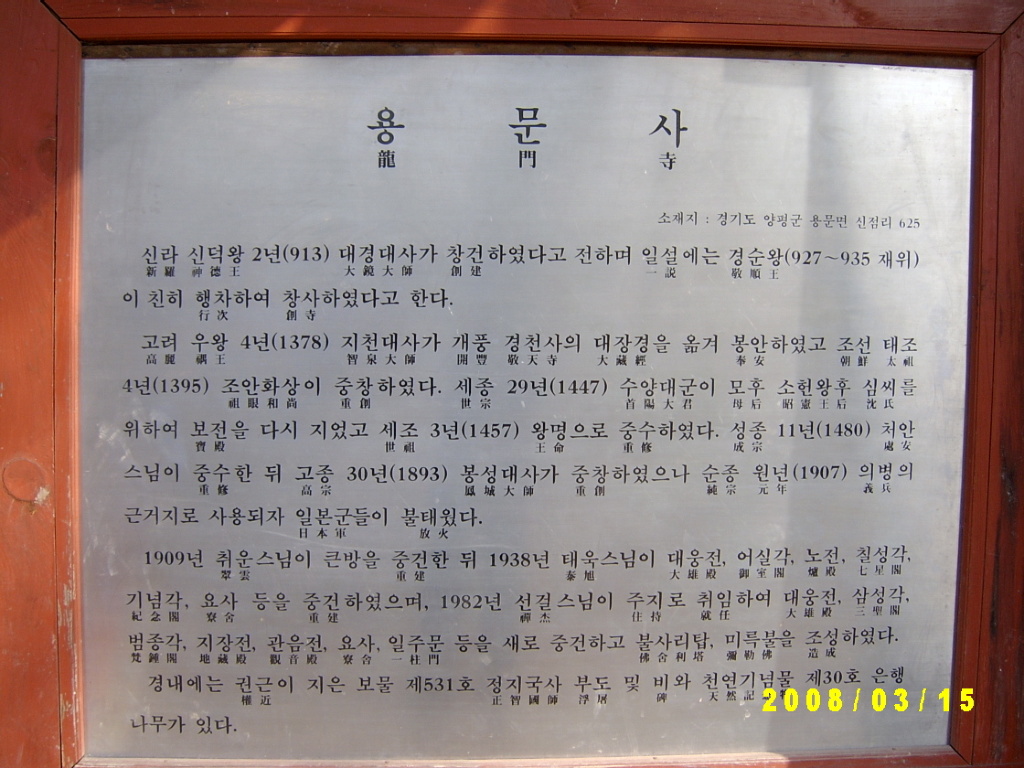 용 문 사
龍 門 寺
소재지 : 경기도 양평군 용문면 신점리 625
신라 신덕왕 2년(913) 대경대사가 창건하였다고 전하며 일설에는 경순왕(927～935 재위)
新羅 神德王 大鏡大師 創建 一説 敬順王
이 친히 행차하여 창사하였다고 한다.
行次 創寺
고려 우왕 4년(1378) 지천대사가 개풍 경천사의 대장경을 옮겨 봉안하였고 조선 태조
高麗 禑王 智泉大師 開豐 敬天寺 大藏經 奉安 朝鮮 太祖
4년(1395) 조안화상이 중창하였다. 세종 29년(1447) 수양대군이 모후 소헌왕후 심씨를
祖眼和尙 重創 世宗 首陽大君 母后 昭憲王后 沈氏
위하여 보전을 다시 지었고 세조 3년(1457) 왕명으로 중수하였다. 성종 11년(1480) 처안
寶殿 世祖 王命 重修 成宗 處安
스님이 중수한 뒤 고종 30년(1893) 봉성대사가 중창하였으나 순종 원년(1907) 의병의
重修 高宗 鳳城大師 重創 純宗 元年 義兵
근거지로 사용되자 일본군들이 불태웠다.
日本軍 放火
1909년 취운스님이 큰방을 중건한 뒤 1938년 태욱스님이 대웅전, 어실각, 노전, 칠성각,
翠雲 重建 泰旭 大雄殿 御室閣 爐殿 七星閣
기념각, 요사 등을 중건하였으며, 1982년 선걸스님이 주지로 취임하여 대웅전, 삼성각,
紀念閣 寮舍 重建 禪杰 住持 就任 大雄殿 三聖閣
범종각, 지장전, 관음전, 요사, 일주문 등을 새로 중건하고 불사리탑, 미륵불을 조성하였다.
梵鍾閣 地藏殿 觀音殿 寮舍 一柱門 佛舍利塔 彌勒佛 造成
경내에는 권근이 지은 보물 제531호 정지국사 부도 및 비와 천연기념물 제30호 은행
權近 正智國師 浮屠 碑 天然記
나무가 있다.
2008/03/15